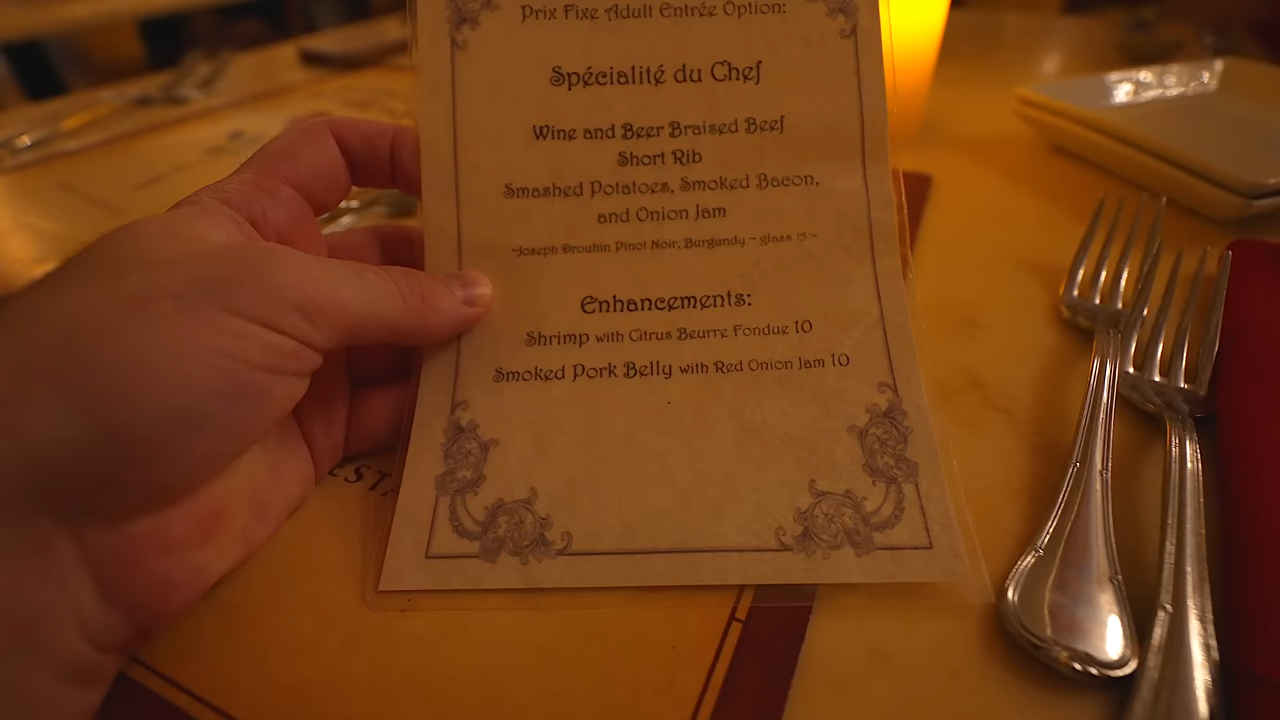 Prix Fixe Adult Entrée Option:
Spécialité du Chef
Wine and Beer Braised Beef
Short Rib
Smashed Potatoes, Smoked Bacon,
and Onion Jam
~Joseph Drouhin Pinot Noir, Burgundy ~ glass 15 ~
Enhancements:
Shrimp with Citrus Beurre Fondue 10
Smoked Pork Belly with Red Onion Jam 10